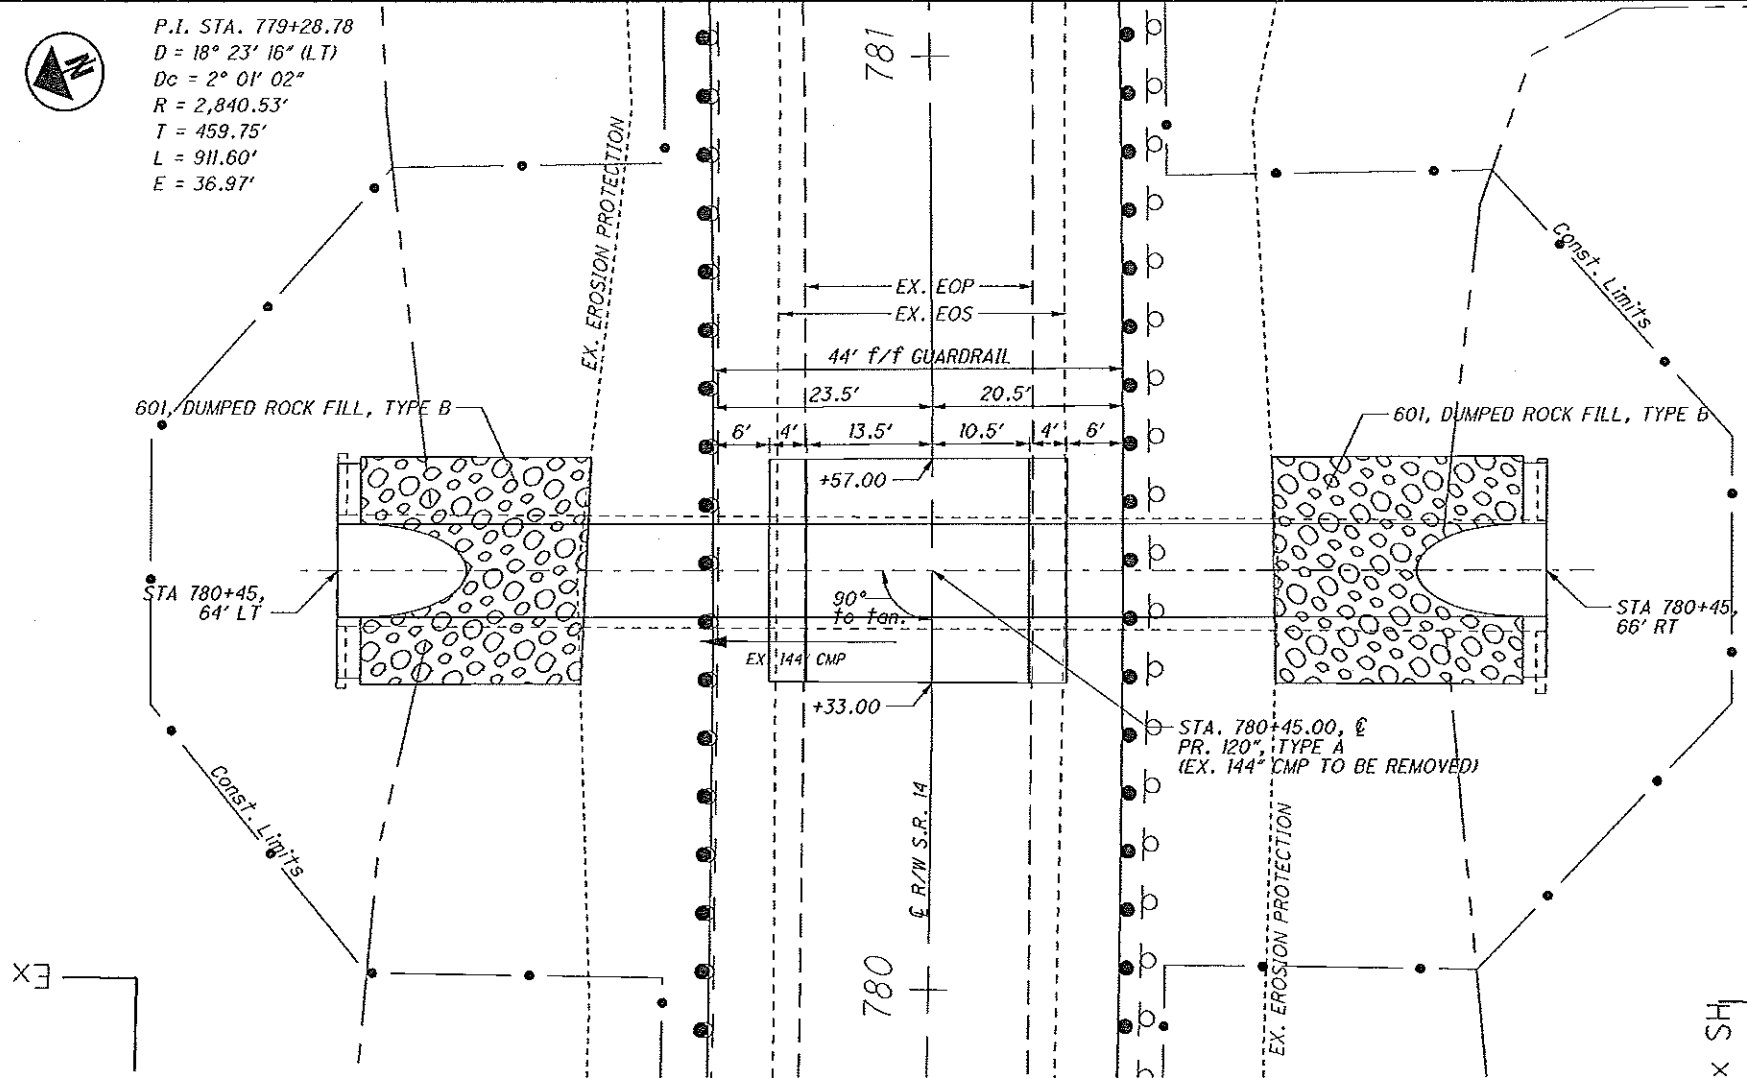 P.I. STA. 779+28.78
D = 18° 23' 16" (LT)
Dc = 2° 01' 02"
R = 2,840.53'
T = 459.75'
L = 911.60'
E = 36.97'
N
781
EX. EROSION PROTECTION
Const. Limits
EX. EOP
EX. EOS
44' f/f GUARDRAIL
23.5'
20.5'
601, DUMPED ROCK FILL, TYPE B
601, DUMPED ROCK FILL, TYPE B
6'
4'
13.5'
10.5'
4'
6'
+57.00
STA 780+45,
64' LT
90°
to tan.
STA 780+45,
66' RT
EX. 144" CMP
+33.00
STA. 780+45.00, ℄
PR. 120", TYPE A
(EX. 144" CMP TO BE REMOVED)
Const. Limits
℄ R/W S.R. 14
EX. EROSION PROTECTION
EX
780
x SH